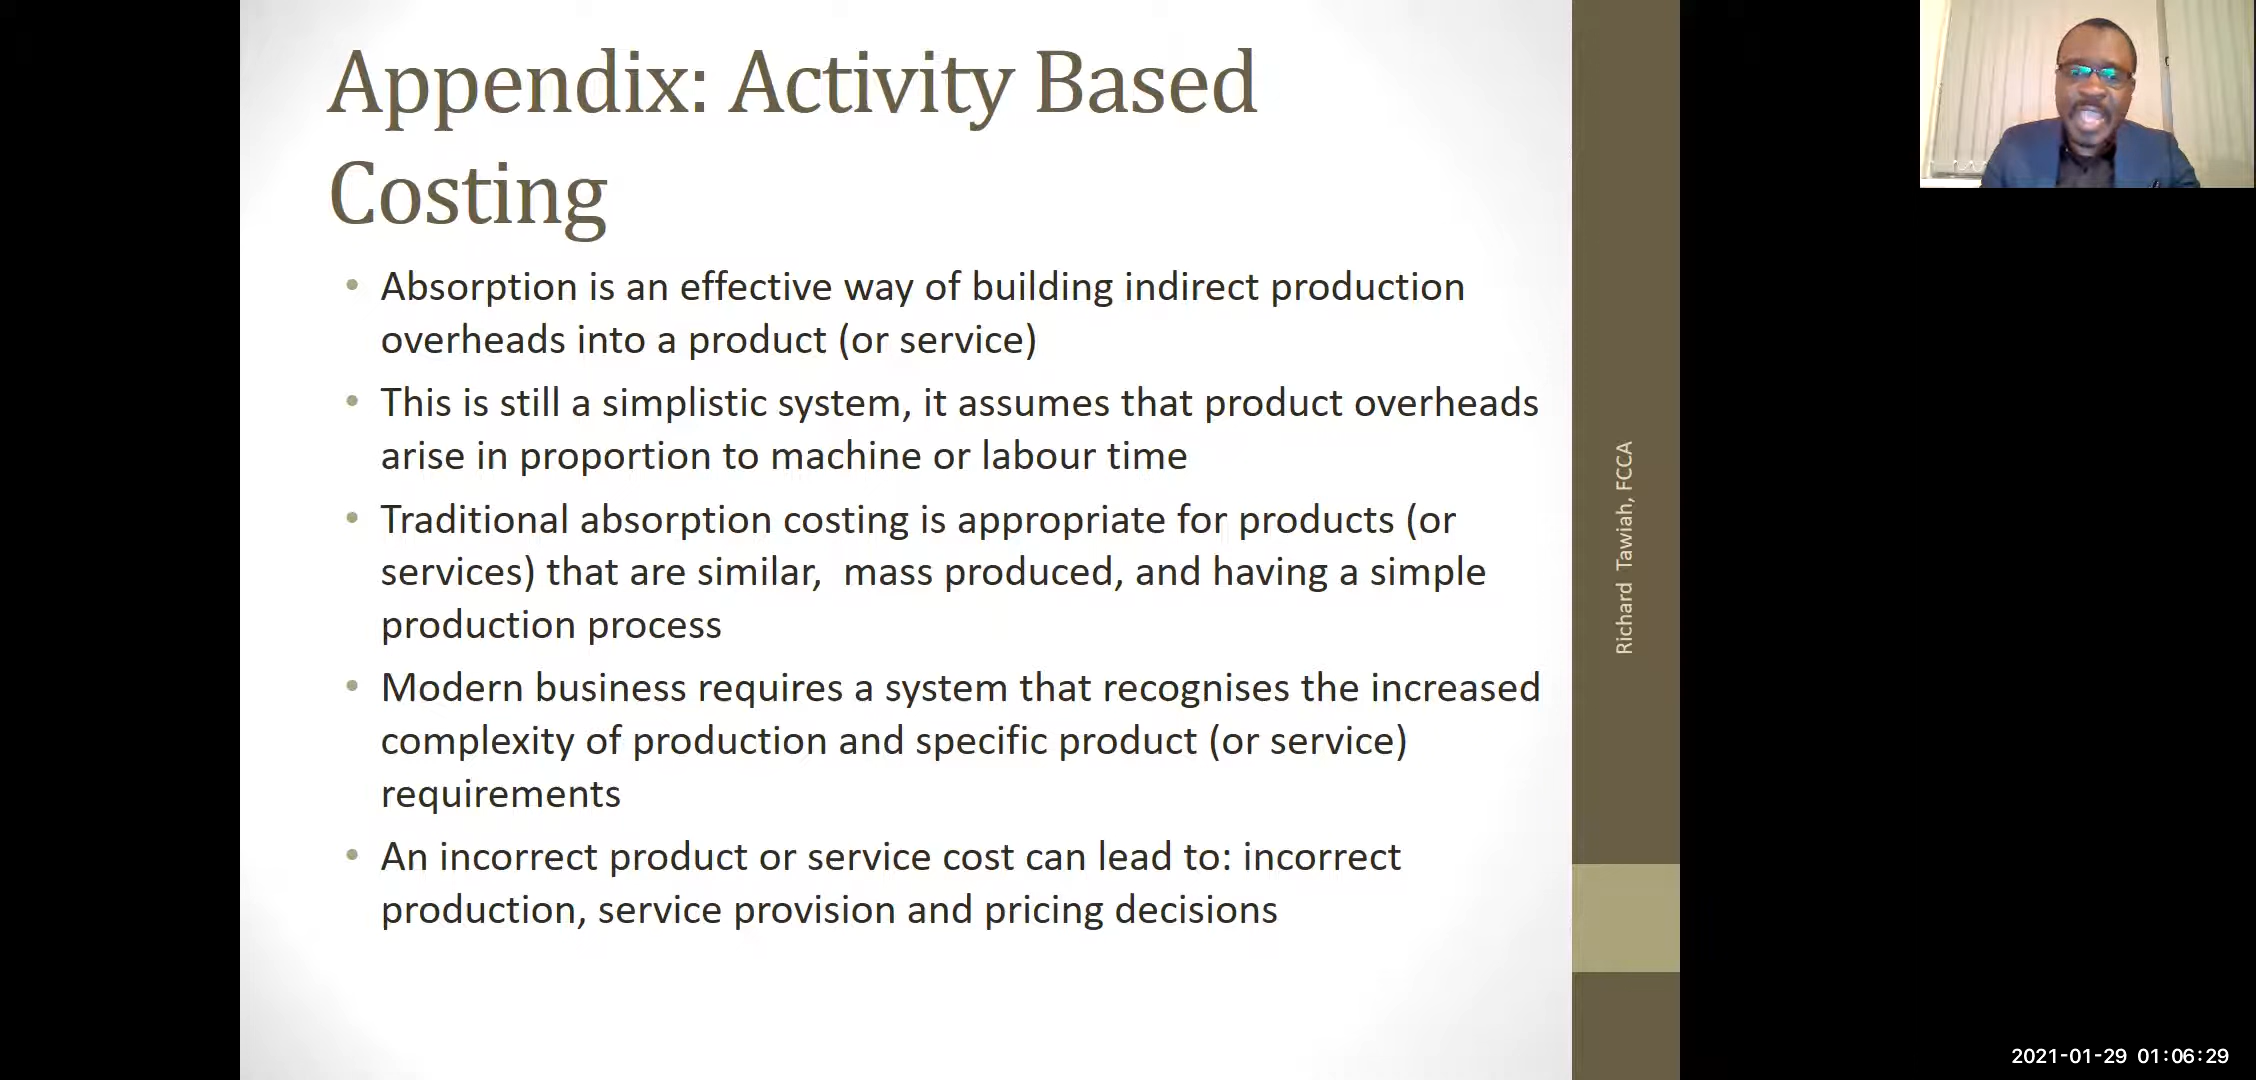 Appendix: Activity Based
Costing
• Absorption is an effective way of building indirect production
overheads into a product (or service)
• This is still a simplistic system, it assumes that product overheads
arise in proportion to machine or labour time
• Traditional absorption costing is appropriate for products (or
services) that are similar,  mass produced, and having a simple
production process
• Modern business requires a system that recognises the increased
complexity of production and specific product (or service)
requirements
• An incorrect product or service cost can lead to: incorrect
production, service provision and pricing decisions
Richard  Tawiah, FCCA
2021-01-29 01:06:29